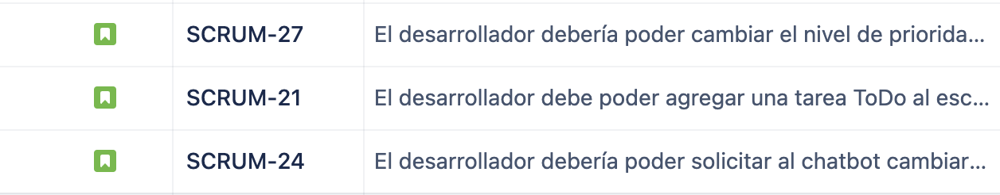 SCRUM-27 El desarrollador debería poder cambiar el nivel de priorida...
SCRUM-21 El desarrollador debe poder agregar una tarea ToDo al esc...
SCRUM-24 El desarrollador debería poder solicitar al chatbot cambiar...